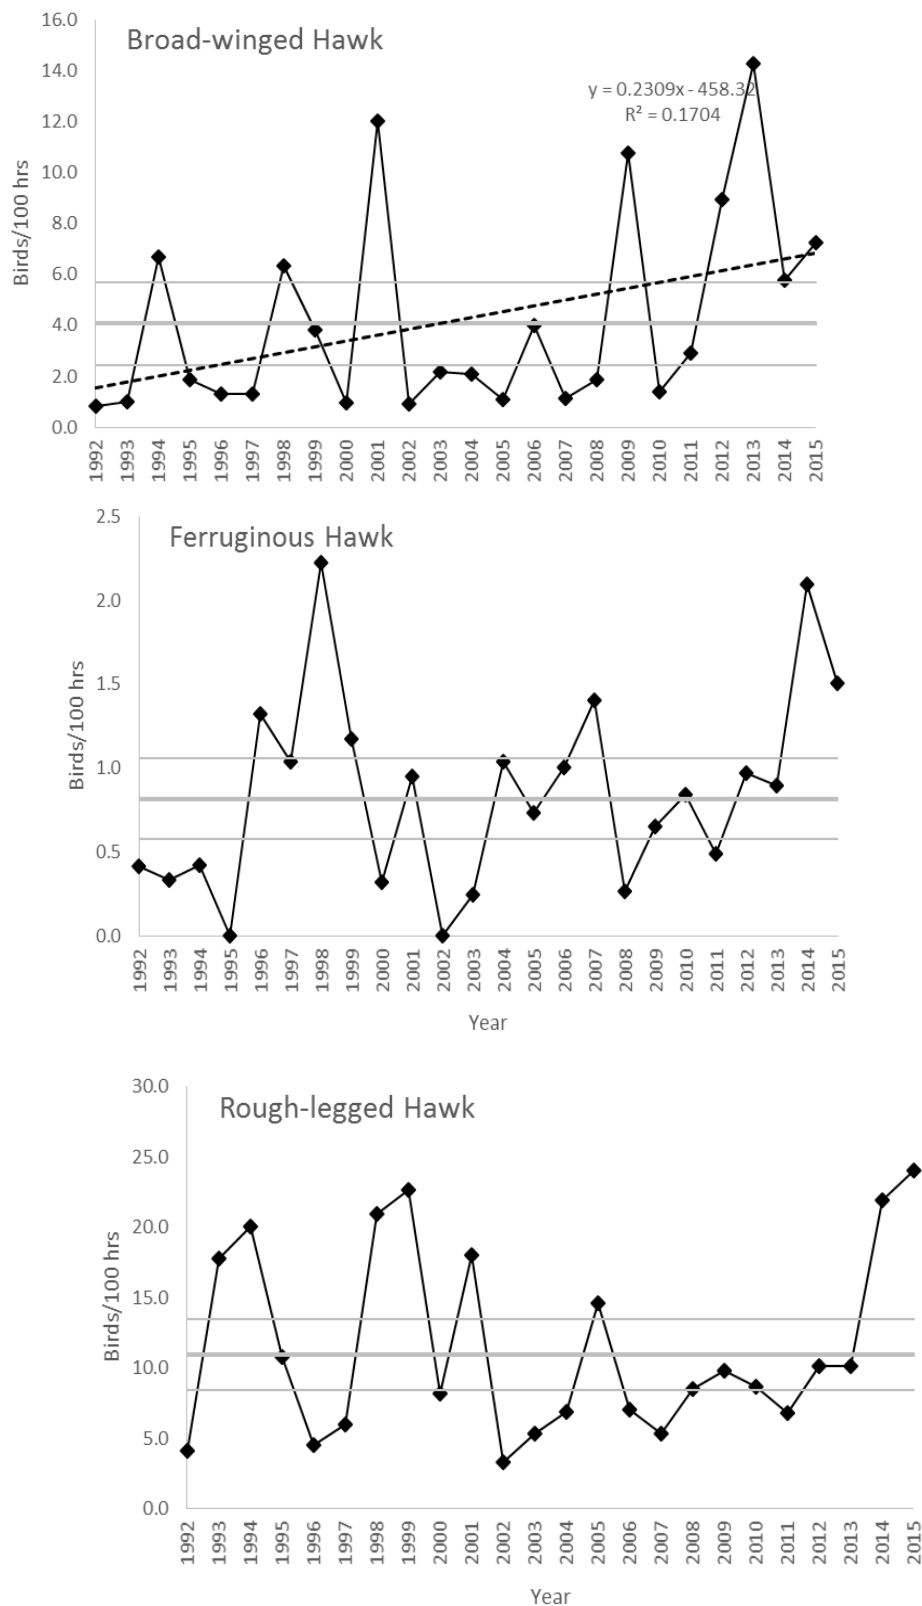 Broad-winged Hawk
y = 0.2309x - 458.32
R² = 0.1704
Birds/100 hrs
16.0
14.0
12.0
10.0
8.0
6.0
4.0
2.0
0.0
1992 1993 1994 1995 1996 1997 1998 1999 2000 2001 2002 2003 2004 2005 2006 2007 2008 2009 2010 2011 2012 2013 2014 2015
Ferruginous Hawk
Birds/100 hrs
2.5
2.0
1.5
1.0
0.5
0.0
1992 1993 1994 1995 1996 1997 1998 1999 2000 2001 2002 2003 2004 2005 2006 2007 2008 2009 2010 2011 2012 2013 2014 2015
Year
Rough-legged Hawk
Birds/100 hrs
30.0
25.0
20.0
15.0
10.0
5.0
0.0
1992 1993 1994 1995 1996 1997 1998 1999 2000 2001 2002 2003 2004 2005 2006 2007 2008 2009 2010 2011 2012 2013 2014 2015
Year